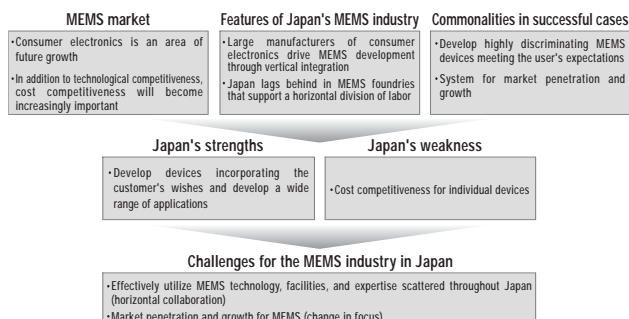 MEMS market
・Consumer electronics is an area of
future growth
・In addition to technological competitiveness,
cost competitiveness will become
increasingly important
Features of Japan's MEMS industry
・Large manufacturers of consumer
electronics drive MEMS development
through vertical integration
・Japan lags behind in MEMS foundries
that support a horizontal division of labor
Commonalities in successful cases
・Develop highly discriminating MEMS
devices meeting the user's expectations
・System for market penetration and
growth
Japan's strengths
・Develop devices incorporating the
customer's wishes and develop a wide
range of applications
Japan's weakness
・Cost competitiveness for individual devices
Challenges for the MEMS industry in Japan
・Effectively utilize MEMS technology, facilities, and expertise scattered throughout Japan
(horizontal collaboration)
・Market penetration and growth for MEMS (change in focus)